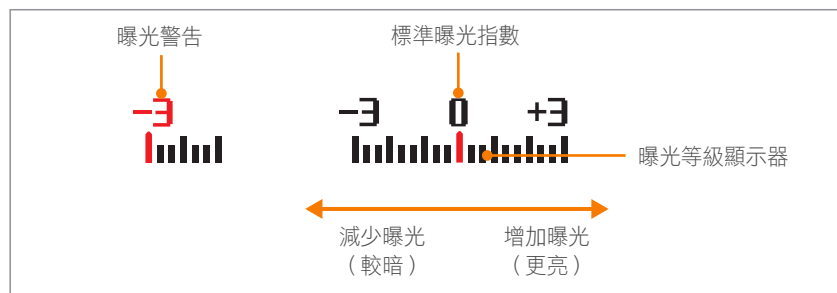 曝光警告
標準曝光指數
-3
-3 0 +3
曝光等級顯示器
減少曝光
（較暗）
增加曝光
（更亮）